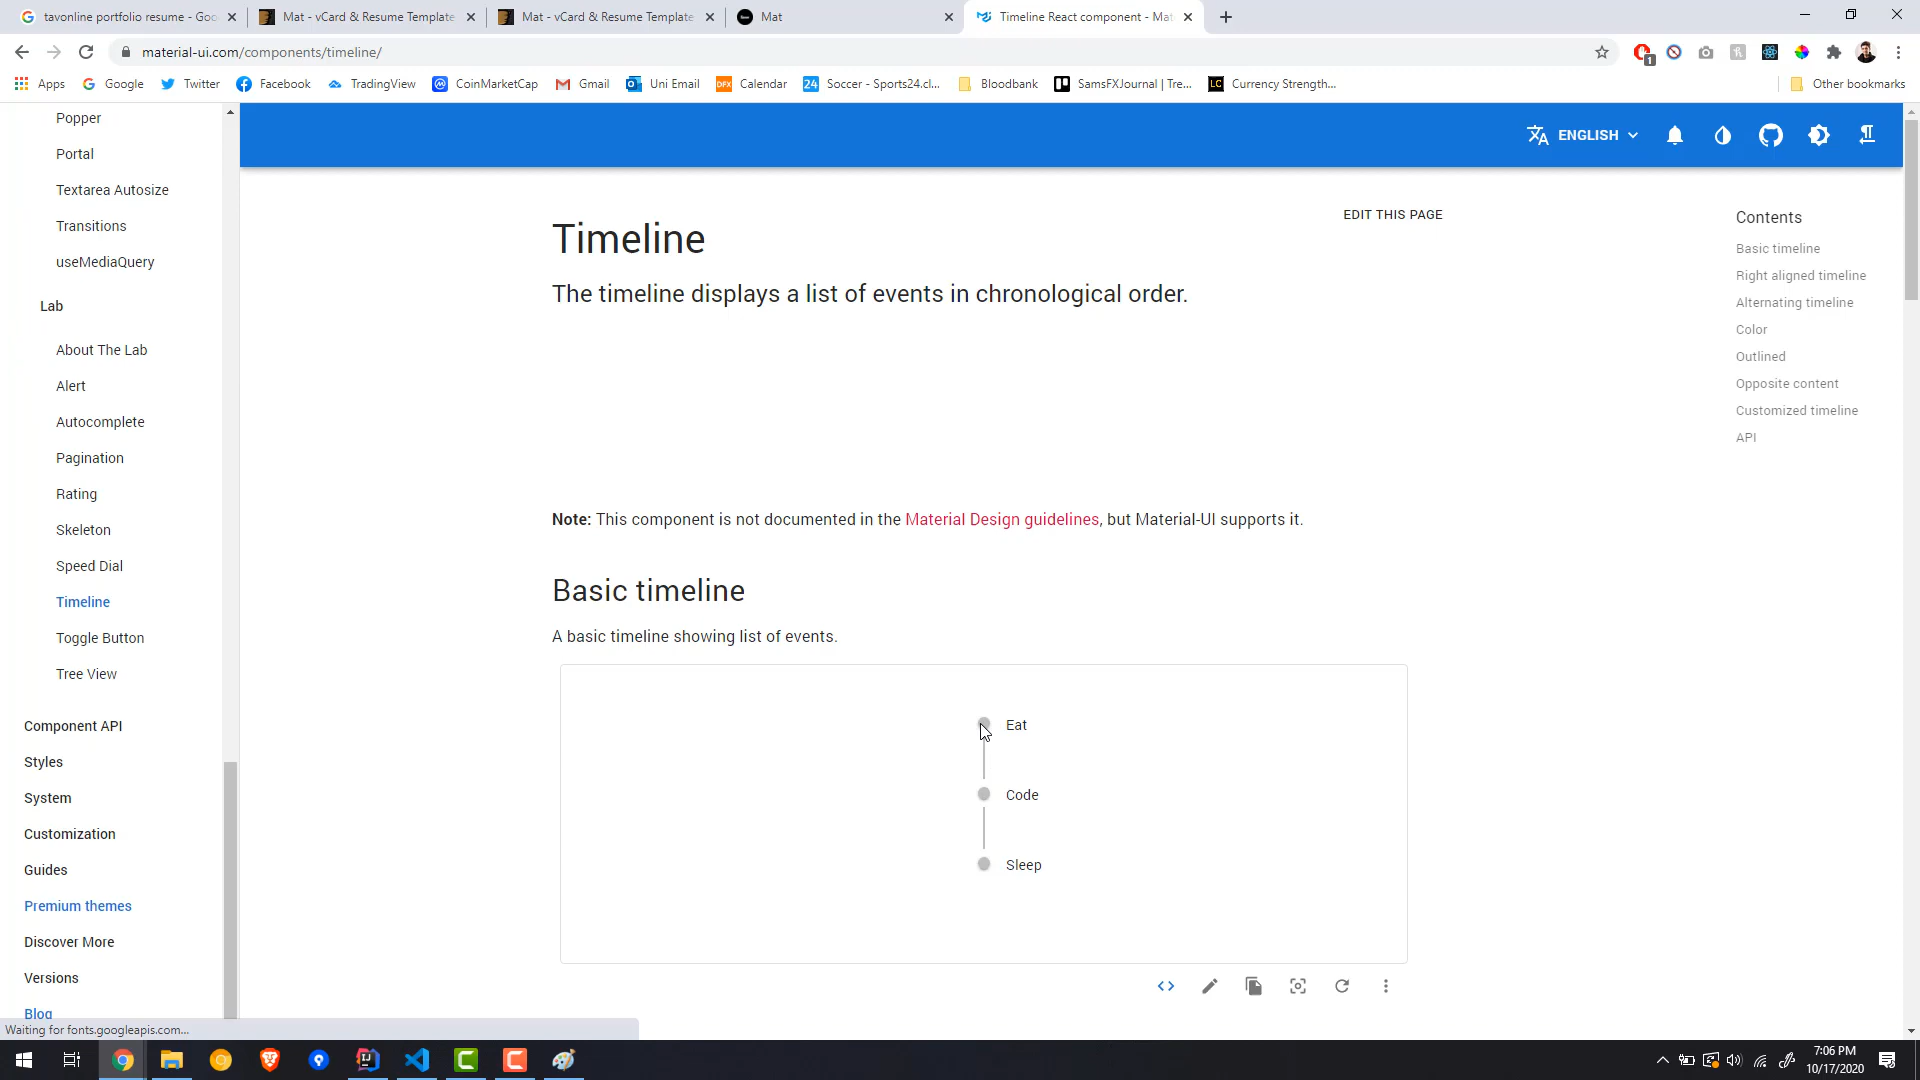 tavonline portfolio resume - Goo
Mat - vCard & Resume Template
Mat - vCard & Resume Template
Mat
Timeline React component - Mat
material-ui.com/components/timeline/
1
Apps
Google
Twitter
Facebook
TradingView
CoinMarketCap
Gmail
Uni Email
DFX
Calendar
24
Soccer - Sports24.cl...
Bloodbank
SamsFXJournal | Tre...
LC
Currency Strength...
Other bookmarks
Popper
Portal
Textarea Autosize
Transitions
useMediaQuery
Lab
About The Lab
Alert
Autocomplete
Pagination
Rating
Skeleton
Speed Dial
Timeline
Toggle Button
Tree View
Component API
Styles
System
Customization
Guides
Premium themes
Discover More
Versions
Blog
ENGLISH
EDIT THIS PAGE
Timeline
The timeline displays a list of events in chronological order.
Note: This component is not documented in the Material Design guidelines, but Material-UI supports it.
Basic timeline
A basic timeline showing list of events.
Eat
Code
Sleep
Contents
Basic timeline
Right aligned timeline
Alternating timeline
Color
Outlined
Opposite content
Customized timeline
API
Waiting for fonts.googleapis.com...
7:06 PM
10/17/2020